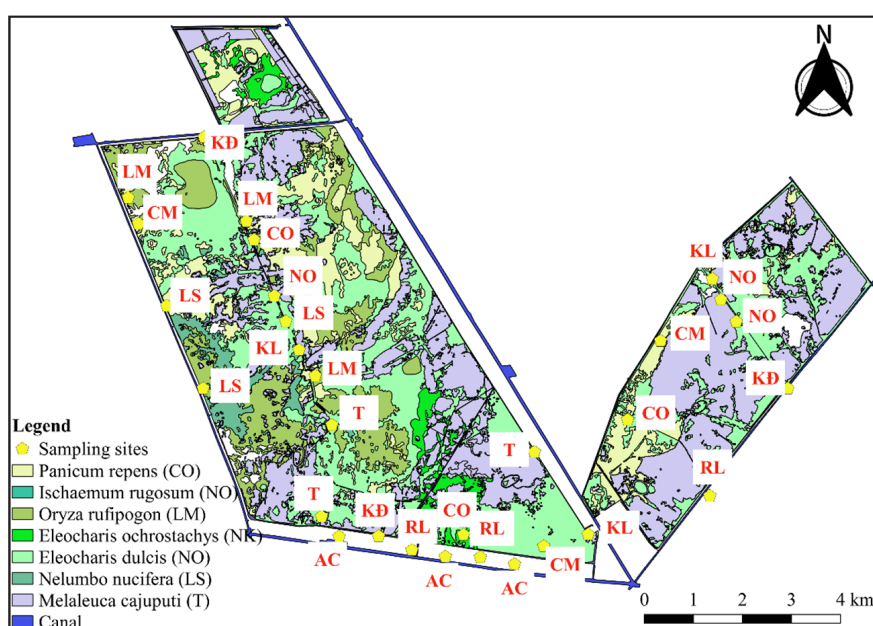 N
KĐ
LM
LM
CM
CO
KL
NO
NO
LS
LS
NO
CM
KL
LM
KĐ
LS
T
CO
Legend
Sampling sites
T
RL
Panicum repens (CO)
Ischaemum rugosum (NO)
T
KĐ
CO
Oryza rufipogon (LM)
RL
RL
KL
Eleocharis ochrostachys (NK)
Eleocharis dulcis (NO)
AC
AC
AC
CM
Nelumbo nucifera (LS)
Melaleuca cajuputi (T)
0 1 2 3 4 km
Canal